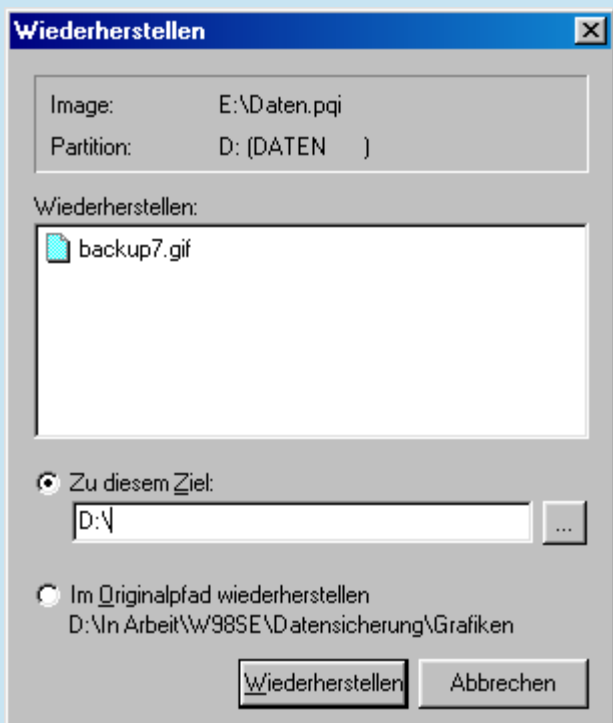 Wiederherstellen
Image: E:\Daten.pqi
Partition: D: (DATEN )
Wiederherstellen:
backup7.gif
Zu diesem Ziel:
D:\
...
Im Originalpfad wiederherstellen
D:\In Arbeit\W98SE\Datensicherung\Grafiken
Wiederherstellen Abbrechen